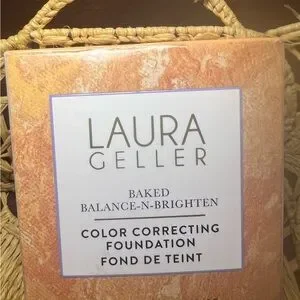 LAURA
GELLER
BAKED
BALANCE-N-BRIGHTEN
COLOR CORRECTING
FOUNDATION
FOND DE TEINT